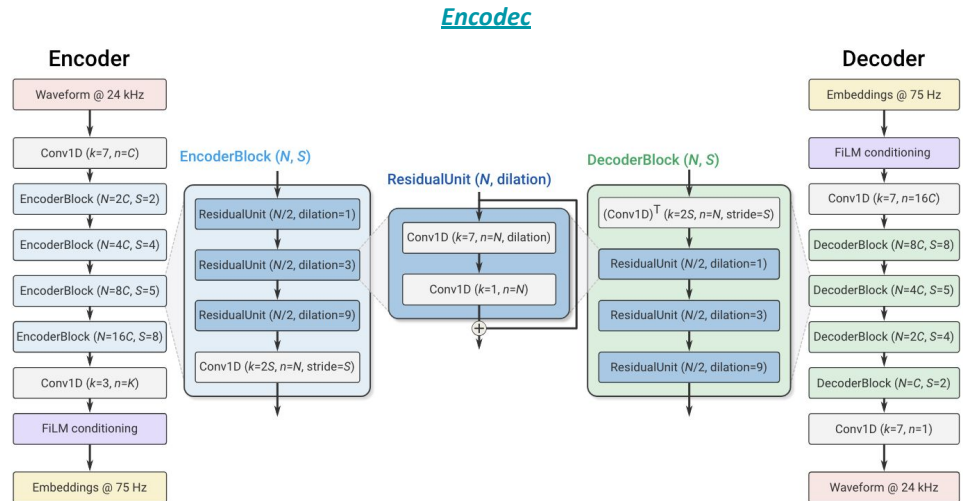 Encodec
Encoder
Waveform @ 24 kHz
Conv1D (k=7, n=C)
EncoderBlock (N=2C, S=2)
EncoderBlock (N=4C, S=4)
EncoderBlock (N=8C, S=5)
EncoderBlock (N=16C, S=8)
Conv1D (k=3, n=K)
FiLM conditioning
Embeddings @ 75 Hz
EncoderBlock (N, S)
ResidualUnit (N/2, dilation=1)
ResidualUnit (N/2, dilation=3)
ResidualUnit (N/2, dilation=9)
Conv1D (k=2S, n=N, stride=S)
ResidualUnit (N, dilation)
Conv1D (k=7, n=N, dilation)
Conv1D (k=1, n=N)
+
DecoderBlock (N, S)
(Conv1D)ᵀ (k=2S, n=N, stride=S)
ResidualUnit (N/2, dilation=1)
ResidualUnit (N/2, dilation=3)
ResidualUnit (N/2, dilation=9)
Decoder
Embeddings @ 75 Hz
FiLM conditioning
Conv1D (k=7, n=16C)
DecoderBlock (N=8C, S=8)
DecoderBlock (N=4C, S=5)
DecoderBlock (N=2C, S=4)
DecoderBlock (N=C, S=2)
Conv1D (k=7, n=1)
Waveform @ 24 kHz